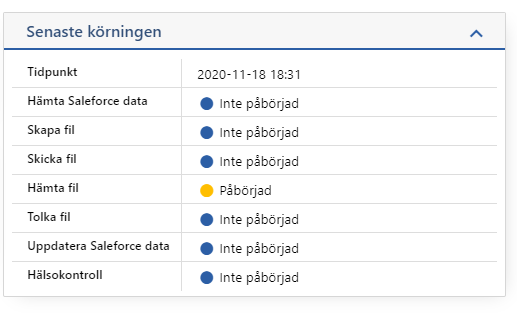 Senaste körningen
Tidpunkt 2020-11-18 18:31
Hämta Saleforce data Inte påbörjad
Skapa fil Inte påbörjad
Skicka fil Inte påbörjad
Hämta fil Påbörjad
Tolka fil Inte påbörjad
Uppdatera Saleforce data Inte påbörjad
Hälsokontroll Inte påbörjad